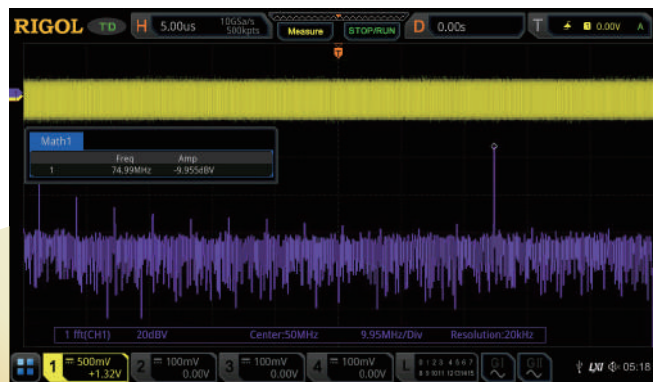 RIGOL TD H 5.00us 10GSa/s 500kpts Measure STOP/RUN D 0.00s T 1 0.00V A
T
Math1
Freq Amp
1 74.99MHz -9.955dBV
1 fft(CH1) 20dBV Center:50MHz 9.95MHz/Div Resolution:20kHz
1 500mV +1.32V 2 100mV 0.00V 3 100mV 0.00V 4 100mV 0.00V L 0 1 2 3 4 5 6 7 8 9 10 11 12 13 14 15 GI GII LXI 05:18